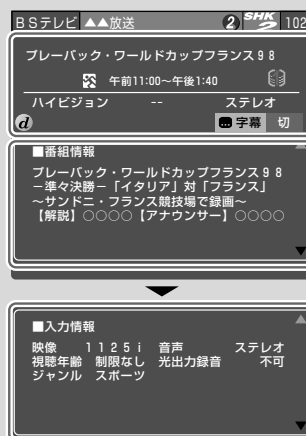 BSテレビ ▲▲放送 2 SHK 2 102
プレーバック・ワールドカップフランス98
午前11:00～午後1:40
ハイビジョン -- ステレオ
d 字幕 切
■番組情報
プレーバック・ワールドカップフランス98
－準々決勝－「イタリア」対「フランス」
～サンドニ・フランス競技場で録画～
【解説】○○○○【アナウンサー】○○○○
■入力情報
映像 1125i 音声 ステレオ
視聴年齢 制限なし 光出力録音 不可
ジャンル スポーツ